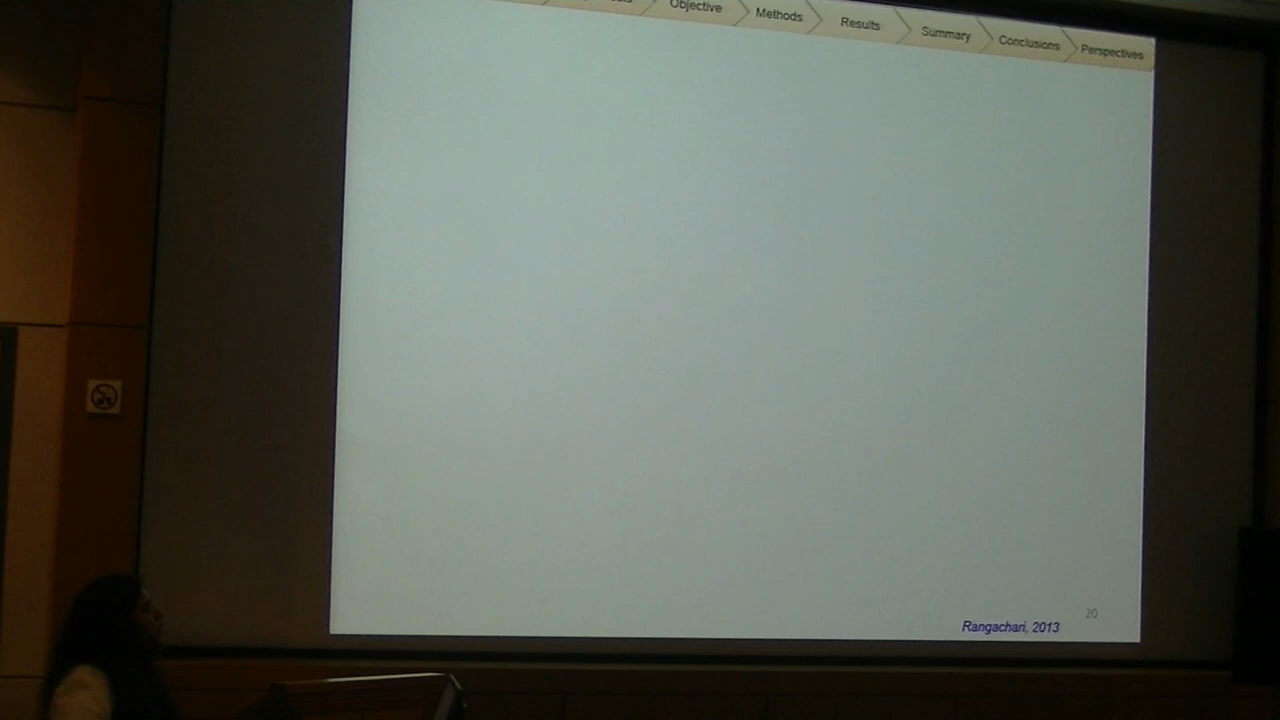 Objective Methods Results Summary Conclusions Perspectives
20
Rangachari, 2013